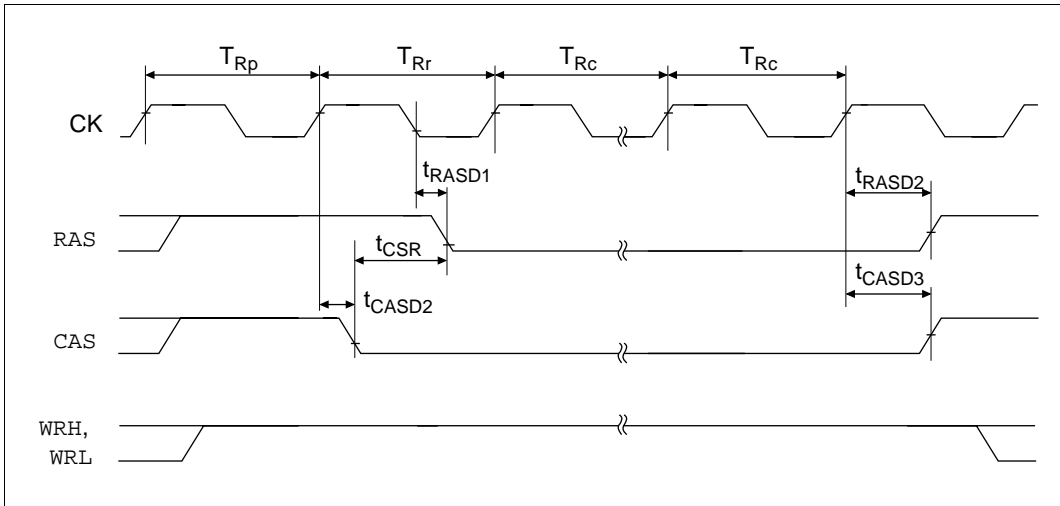 TRp TRr TRc TRc
CK
tRASD1 tRASD2
RAS
tCSR
tCASD2 tCASD3
CAS
WRH,
WRL